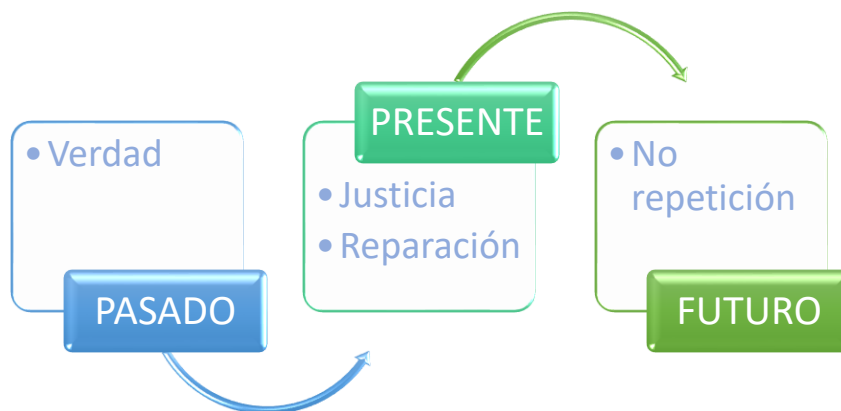 • Verdad
PASADO
PRESENTE
• Justicia
• Reparación
• No
repetición
FUTURO